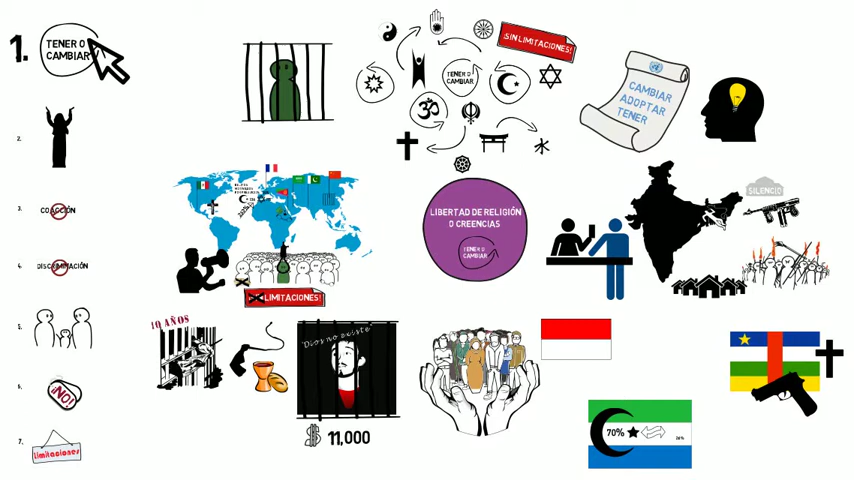 1.
TENER O
CAMBIAR
2.
3.
COACCIÓN
4.
DISCRIMINACIÓN
5.
6.
¡NO!
7.
Limitaciones
TENER O
CAMBIAR
¡SIN LIMITACIONES!
CAMBIAR
ADOPTAR
TENER
LIBERTAD DE RELIGIÓN
O CREENCIAS
TENER O
CAMBIAR
SILENCIO
LIMITACIONES!
10 AÑOS
"Dios no existe"
$ 11,000
70%